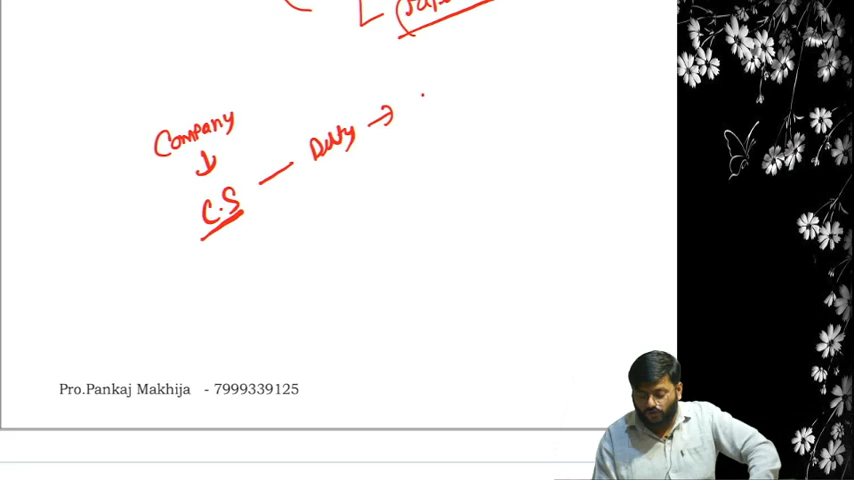 Company
↓
C.S — Duty →
Pro.Pankaj Makhija - 7999339125